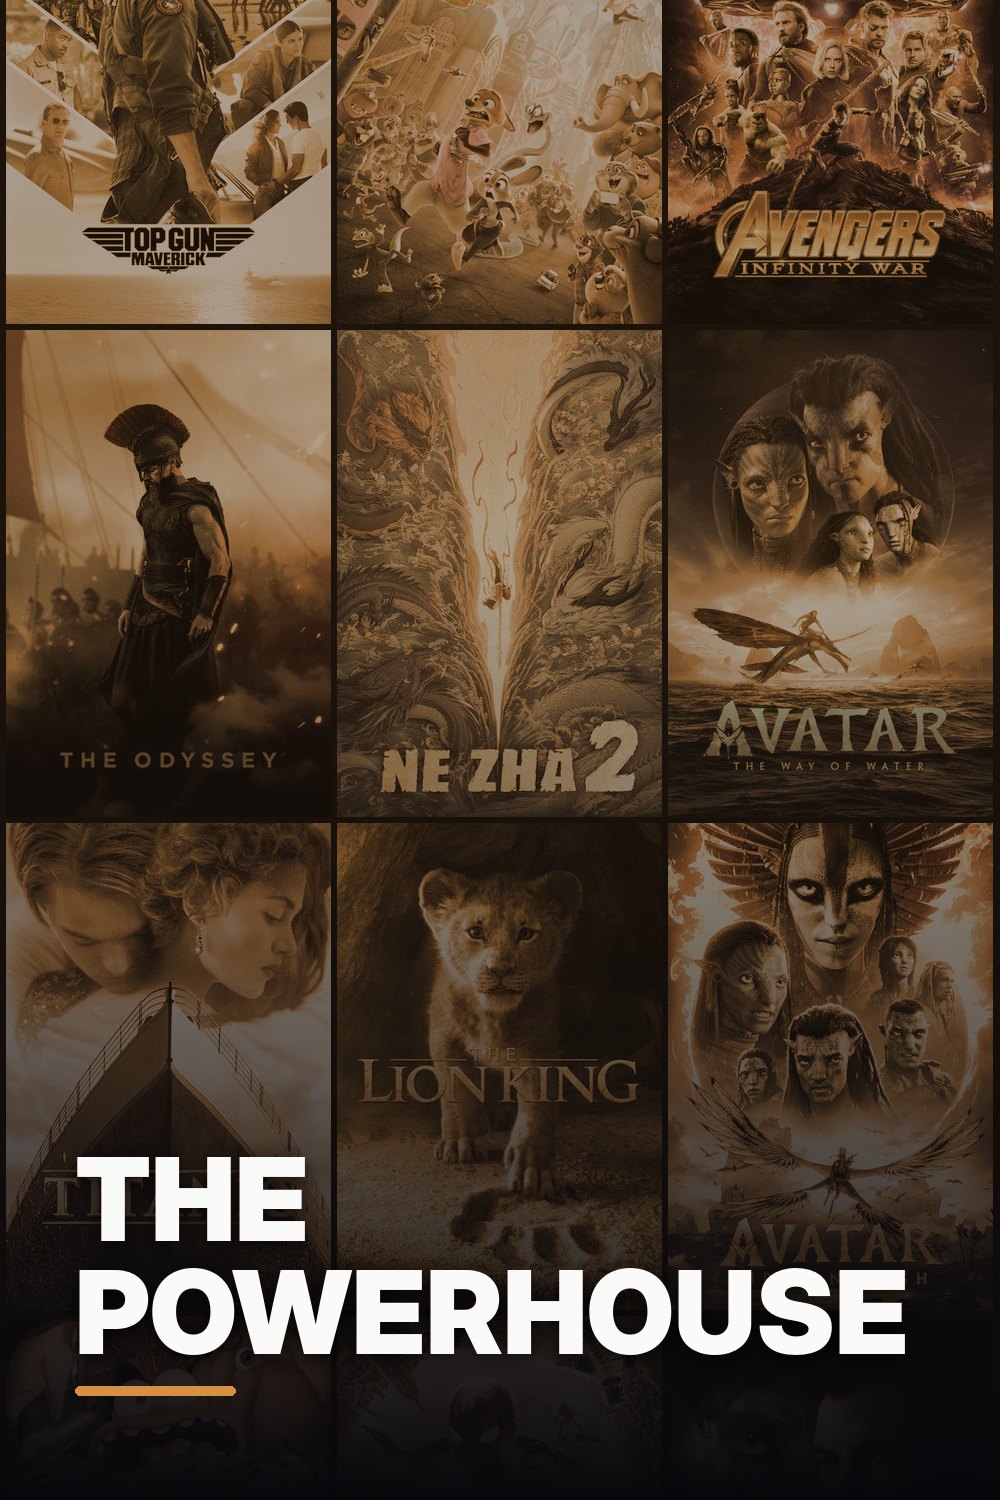 TOP GUN
MAVERICK
AVENGERS
INFINITY WAR
THE ODYSSEY
NE ZHA 2
AVATAR
THE WAY OF WATER
THE
LION KING
AVATAR
THE
POWERHOUSE